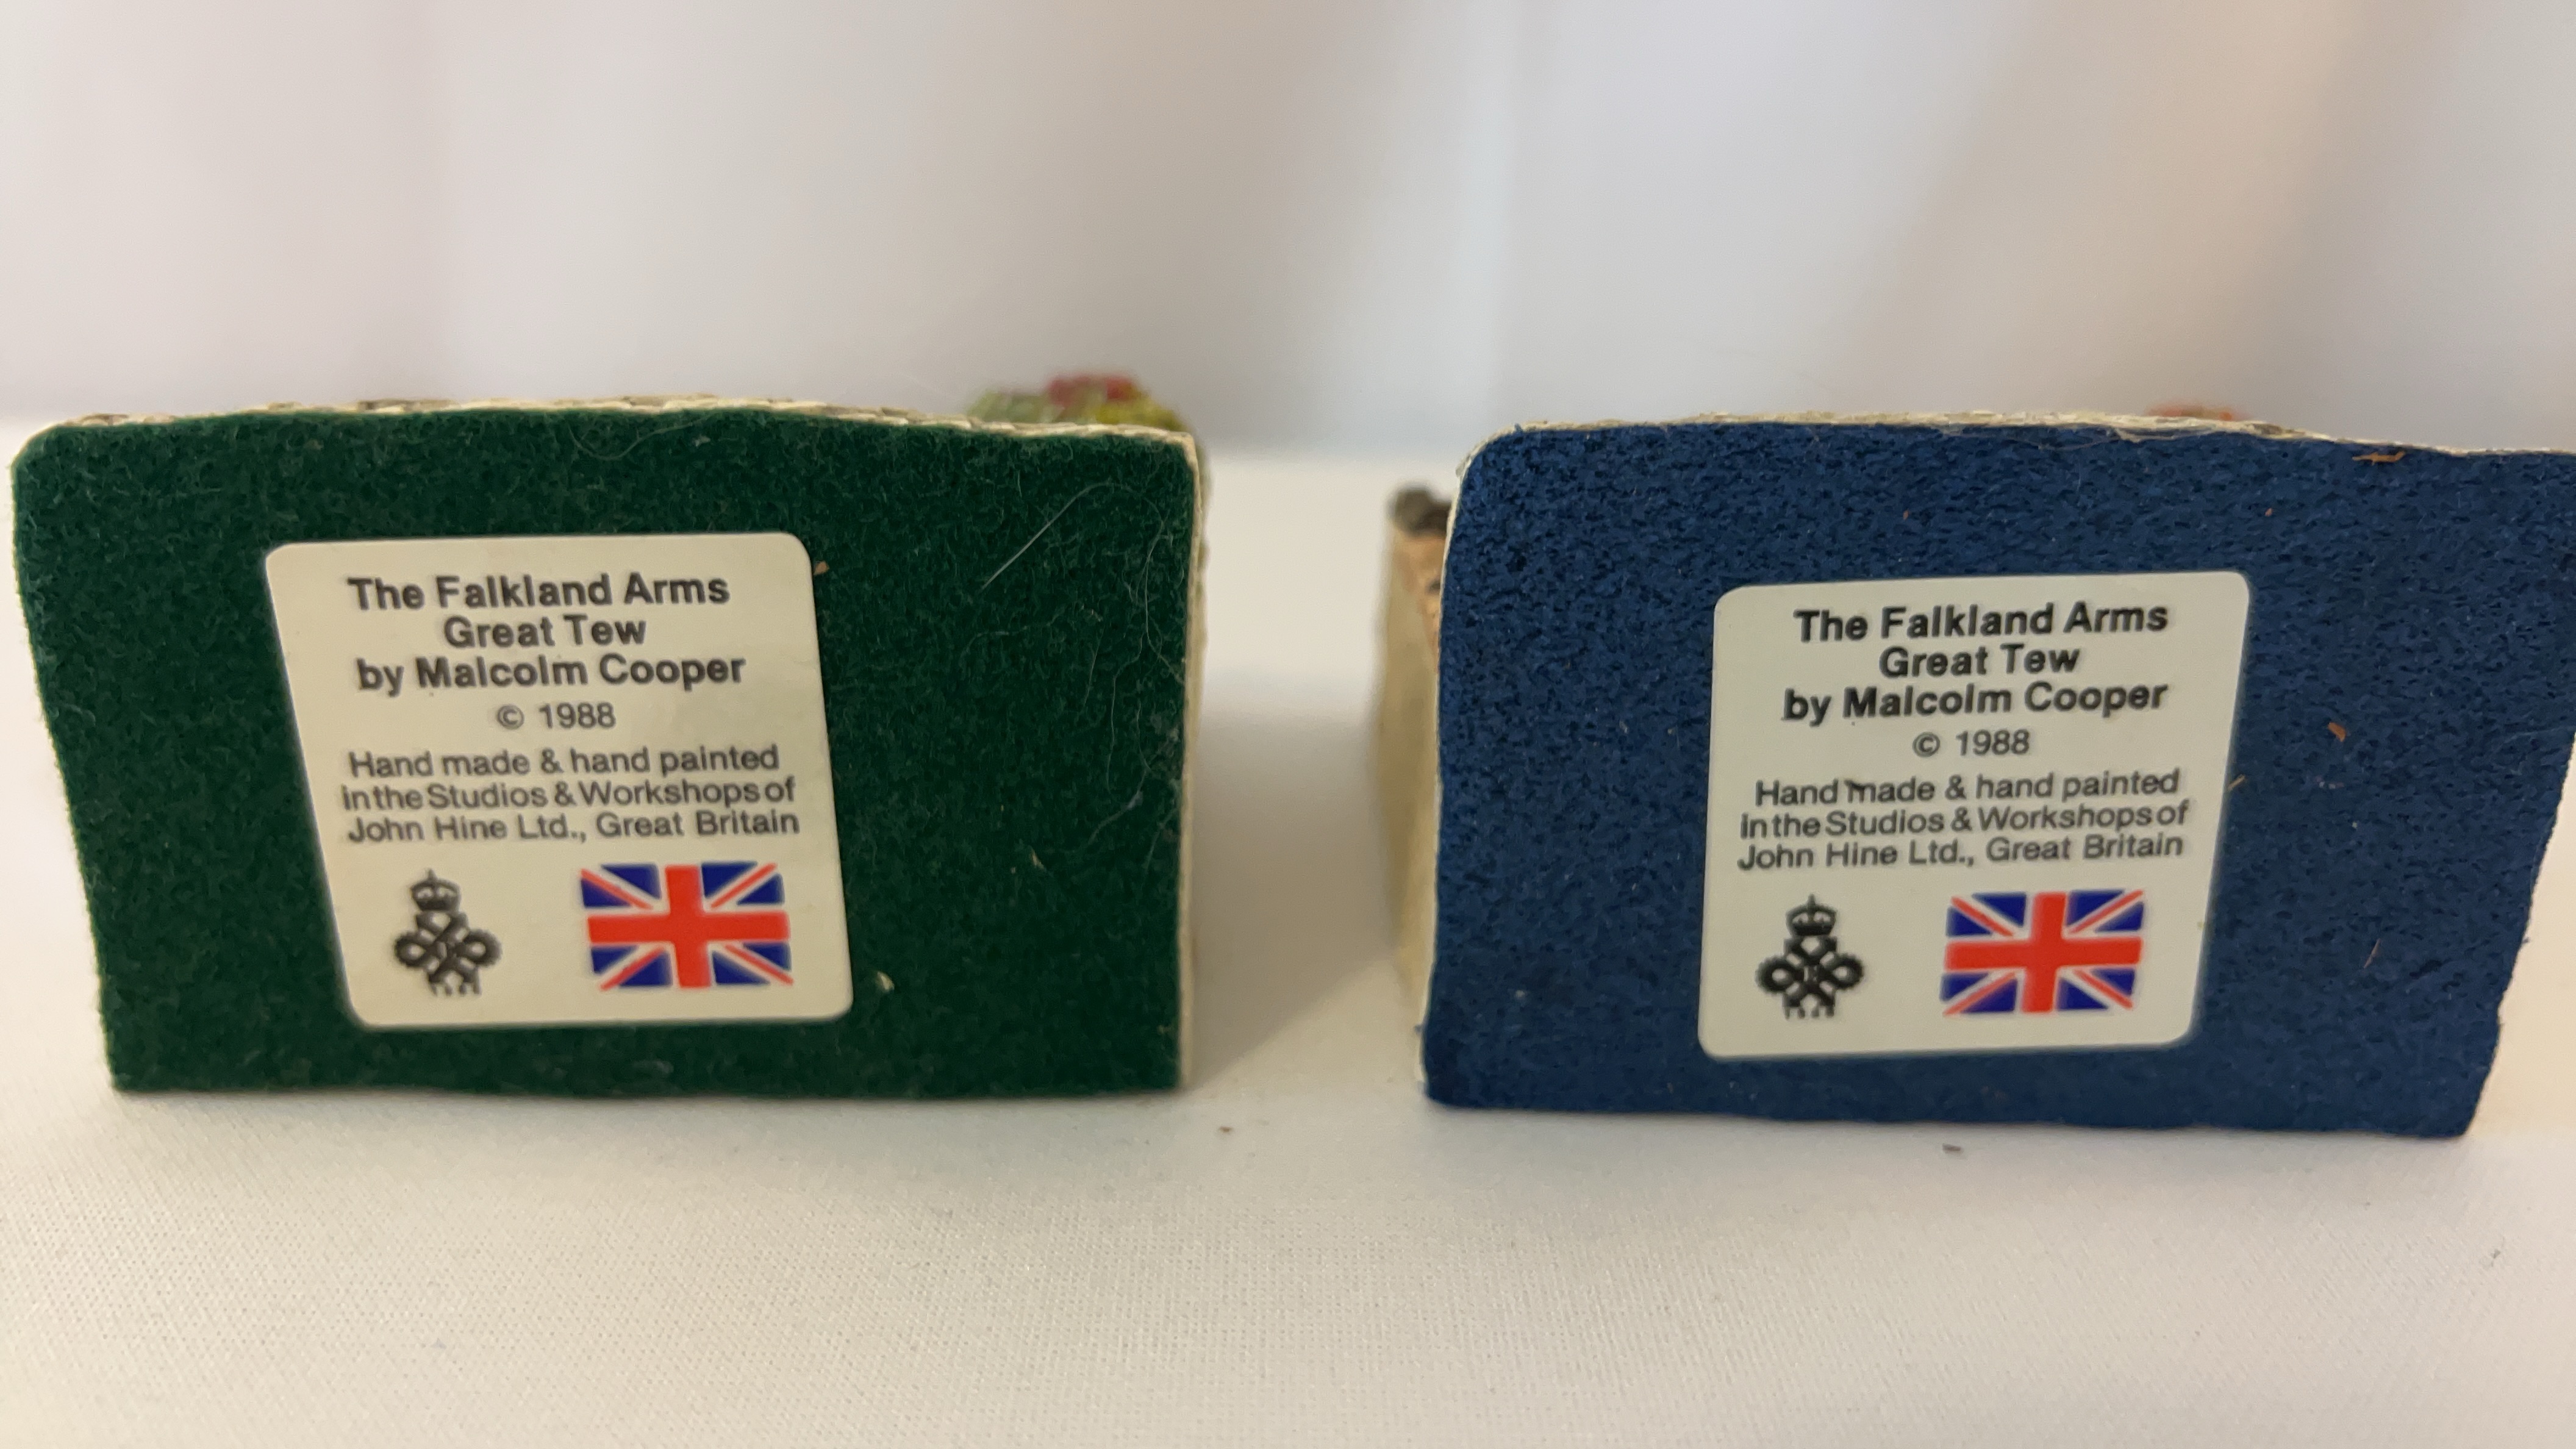 The Falkland Arms
Great Tew
by Malcolm Cooper
© 1988
Hand made & hand painted
in the Studios & Workshops of
John Hine Ltd., Great Britain
The Falkland Arms
Great Tew
by Malcolm Cooper
© 1988
Hand made & hand painted
in the Studios & Workshops of
John Hine Ltd., Great Britain